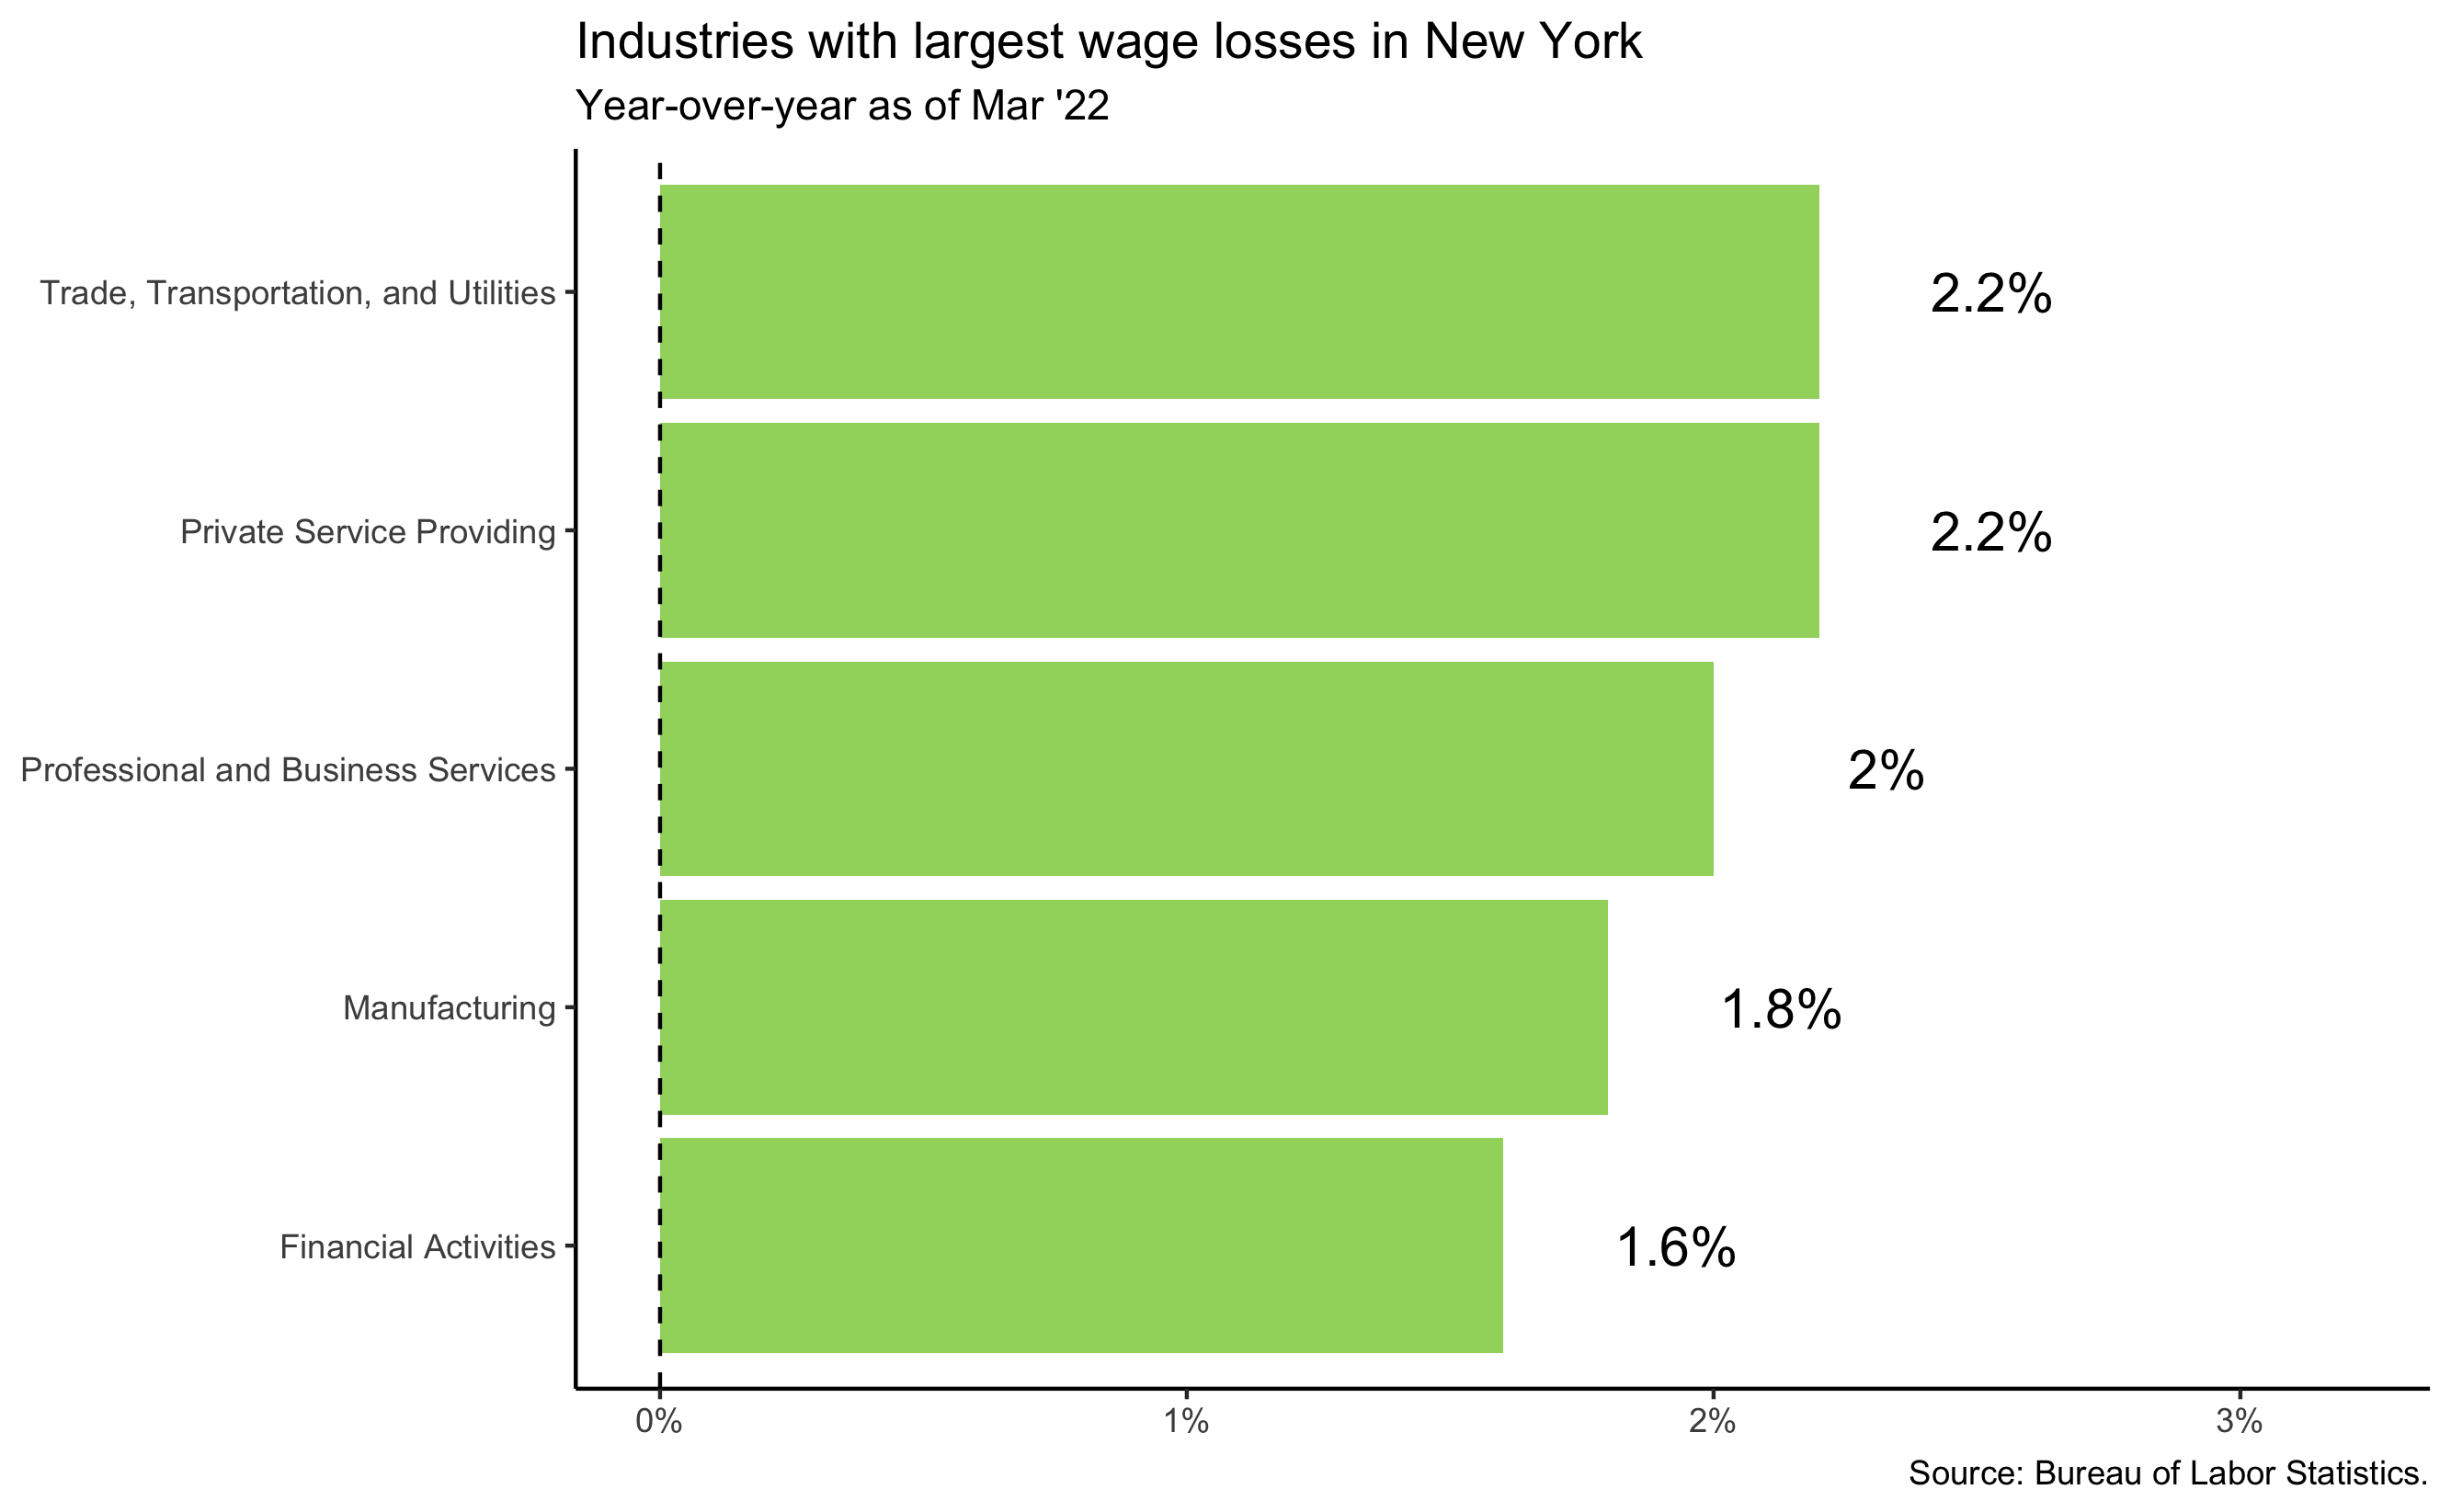 Industries with largest wage losses in New York
Year-over-year as of Mar '22
Trade, Transportation, and Utilities
2.2%
Private Service Providing
2.2%
Professional and Business Services
2%
Manufacturing
1.8%
Financial Activities
1.6%
0%
1%
2%
3%
Source: Bureau of Labor Statistics.